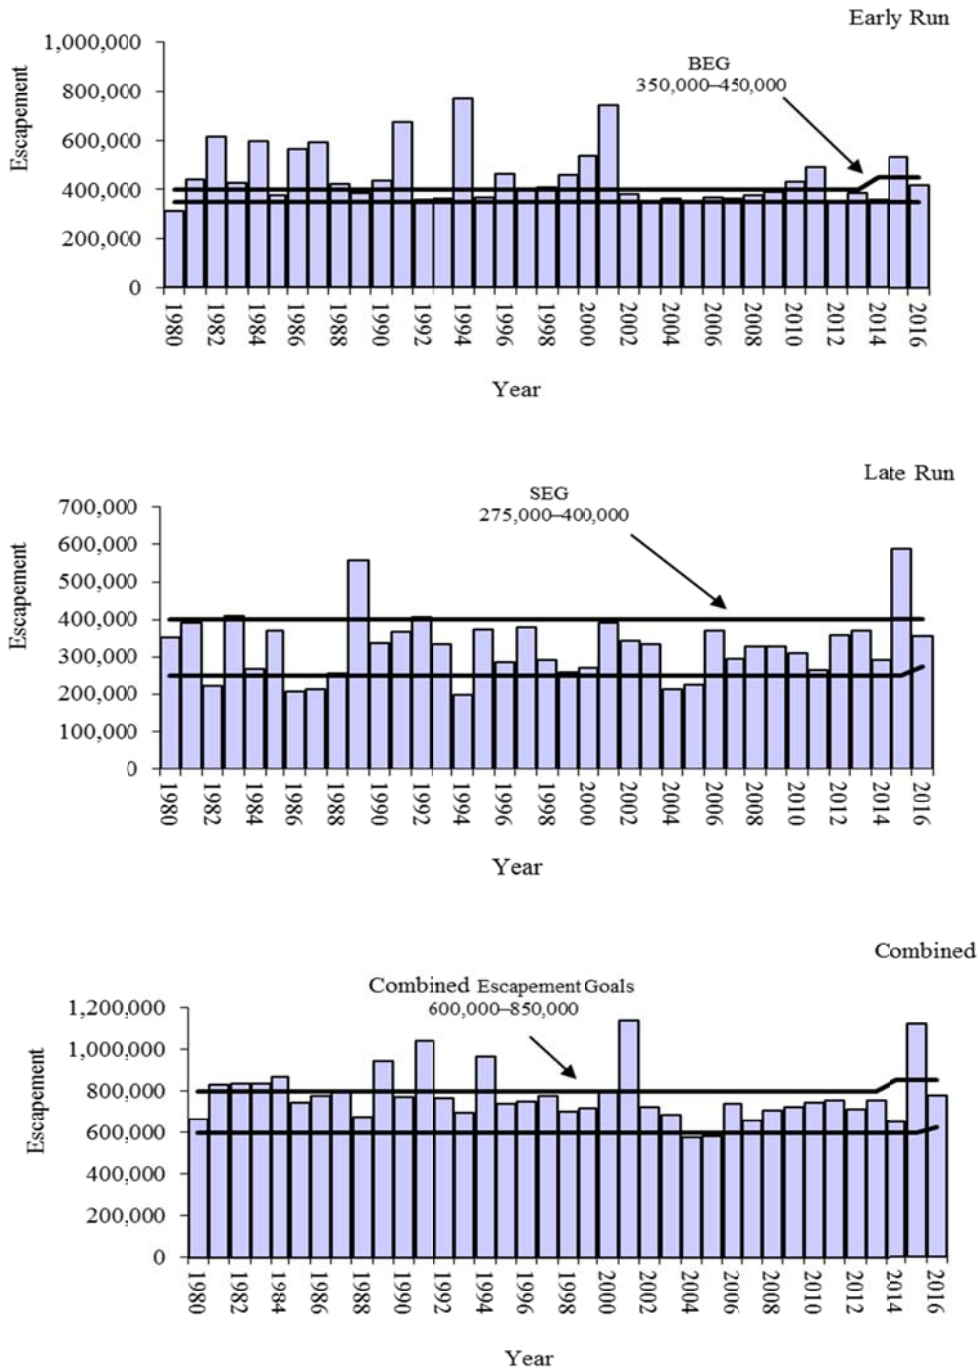 Early Run
1,000,000
800,000
600,000
400,000
200,000
0
Escapement
BEG
350,000–450,000
1980 1982 1984 1986 1988 1990 1992 1994 1996 1998 2000 2002 2004 2006 2008 2010 2012 2014 2016
Year
Late Run
700,000
600,000
500,000
400,000
300,000
200,000
100,000
0
Escapement
SEG
275,000–400,000
1980 1982 1984 1986 1988 1990 1992 1994 1996 1998 2000 2002 2004 2006 2008 2010 2012 2014 2016
Year
Combined
1,200,000
1,000,000
800,000
600,000
400,000
200,000
0
Escapement
Combined Escapement Goals
600,000–850,000
1980 1982 1984 1986 1988 1990 1992 1994 1996 1998 2000 2002 2004 2006 2008 2010 2012 2014 2016
Year